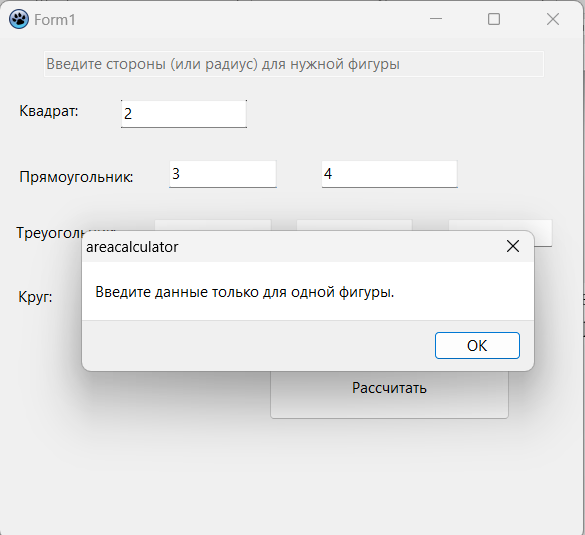 Form1
Введите стороны (или радиус) для нужной фигуры
Квадрат:
2
Прямоугольник:
3
4
areacalculator
Введите данные только для одной фигуры.
Круг:
OK
Рассчитать